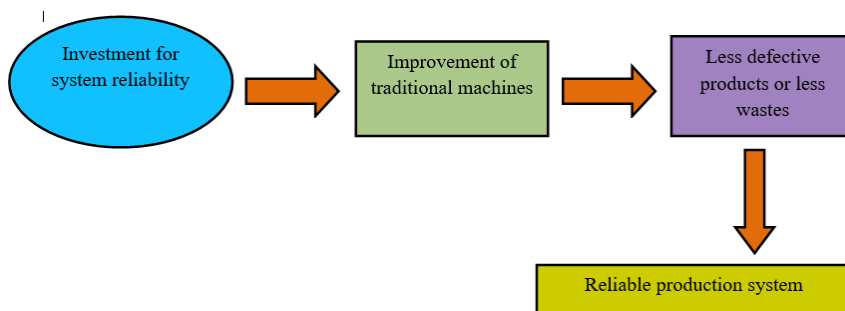 Investment for
system reliability
Improvement of
traditional machines
Less defective
products or less
wastes
Reliable production system